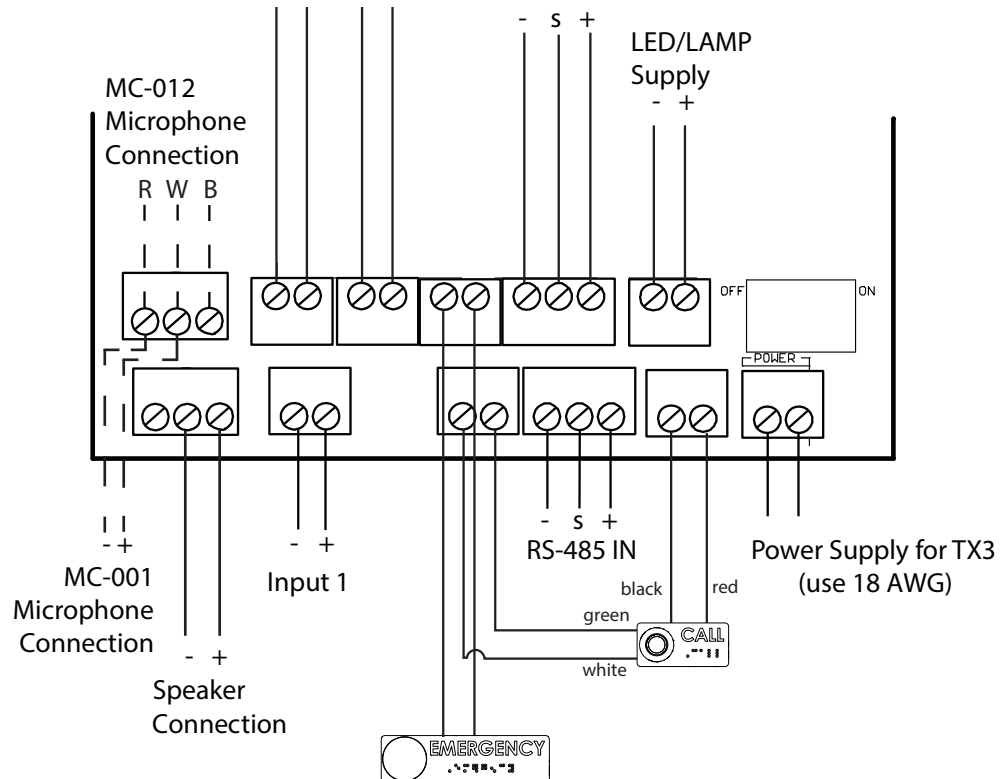 - s +
LED/LAMP
Supply
- +
MC-012
Microphone
Connection
R W B
OFF
ON
POWER
- +
MC-001
Microphone
Connection
- +
Input 1
- s +
RS-485 IN
Power Supply for TX3
(use 18 AWG)
black
red
green
white
CALL
- +
Speaker
Connection
EMERGENCY